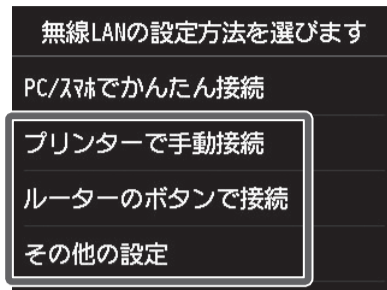 無線LANの設定方法を選びます
PC/ｽﾏﾎでかんたん接続
プリンターで手動接続
ルーターのボタンで接続
その他の設定